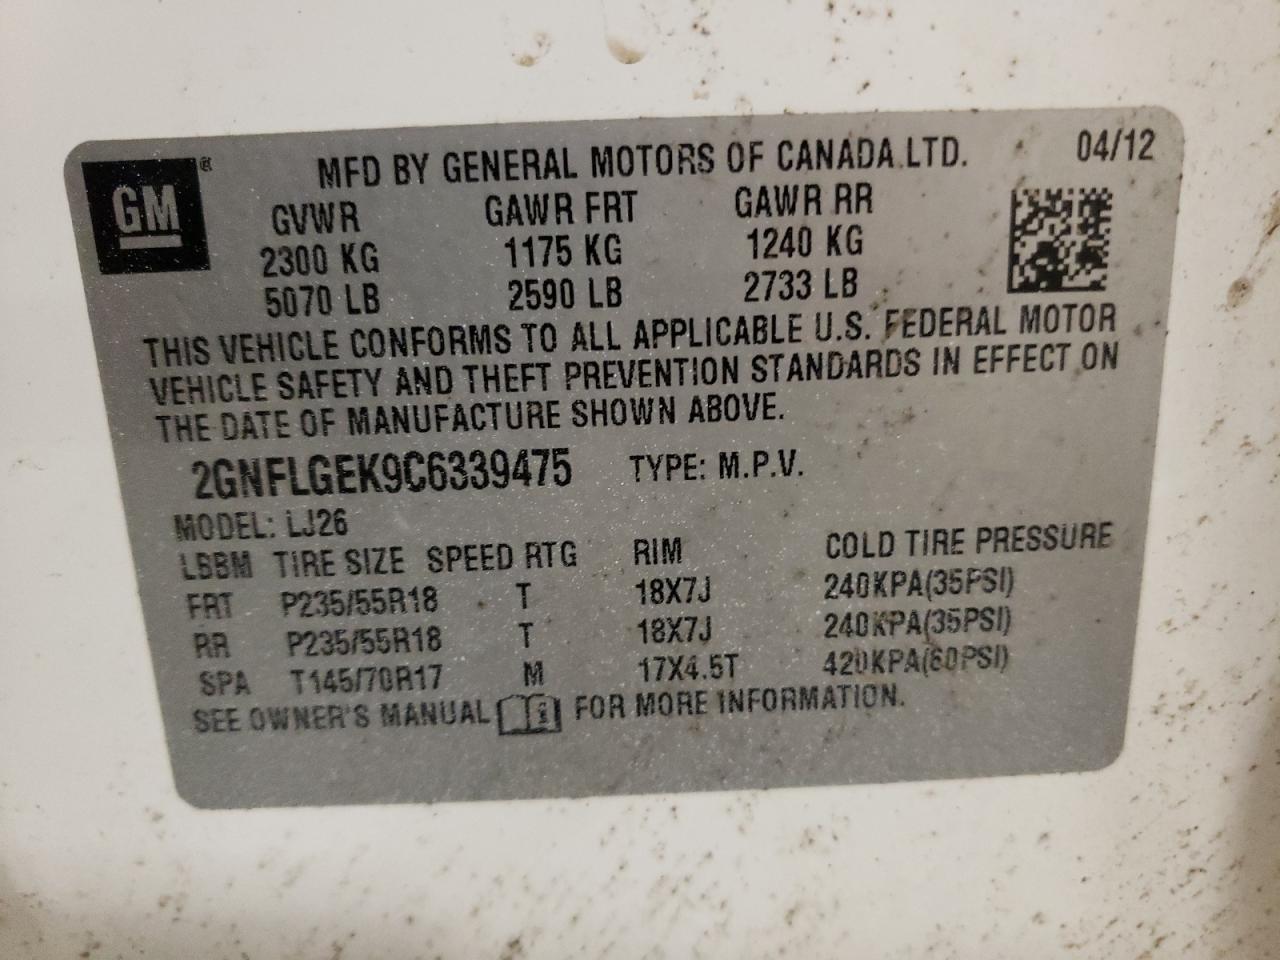 GM ®
MFD BY GENERAL MOTORS OF CANADA LTD. 04/12
GVWR GAWR FRT GAWR RR
2300 KG 1175 KG 1240 KG
5070 LB 2590 LB 2733 LB
THIS VEHICLE CONFORMS TO ALL APPLICABLE U.S. FEDERAL MOTOR
VEHICLE SAFETY AND THEFT PREVENTION STANDARDS IN EFFECT ON
THE DATE OF MANUFACTURE SHOWN ABOVE.
2GNFLGEK9C6339475 TYPE: M.P.V.
MODEL: LJ26
LBBM TIRE SIZE SPEED RTG RIM COLD TIRE PRESSURE
FRT P235/55R18 T 18X7J 240KPA(35PSI)
RR P235/55R18 T 18X7J 240KPA(35PSI)
SPA T145/70R17 M 17X4.5T 420KPA(60PSI)
SEE OWNER'S MANUAL FOR MORE INFORMATION.